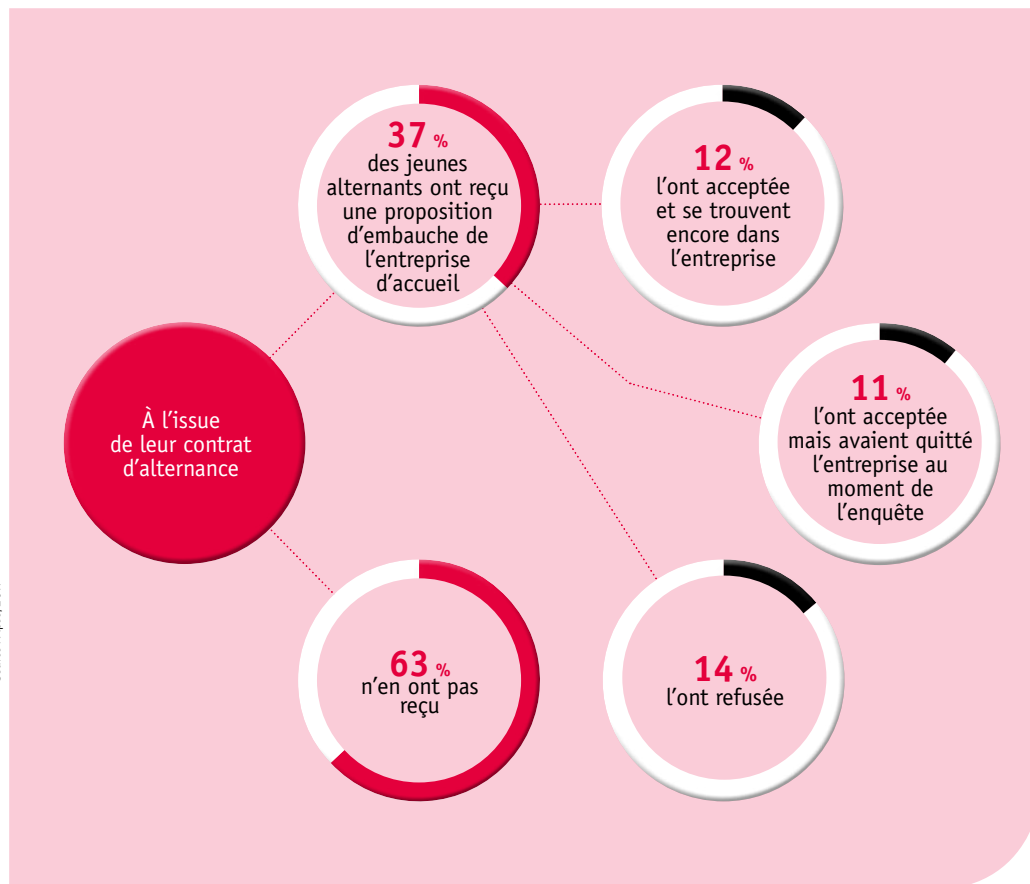 37 %
des jeunes
alternants ont reçu
une proposition
d'embauche de
l'entreprise
d'accueil
12 %
l'ont acceptée
et se trouvent
encore dans
l'entreprise
À l'issue
de leur contrat
d'alternance
11 %
l'ont acceptée
mais avaient quitté
l'entreprise au
moment de
l'enquête
63 %
n'en ont pas
reçu
14 %
l'ont refusée